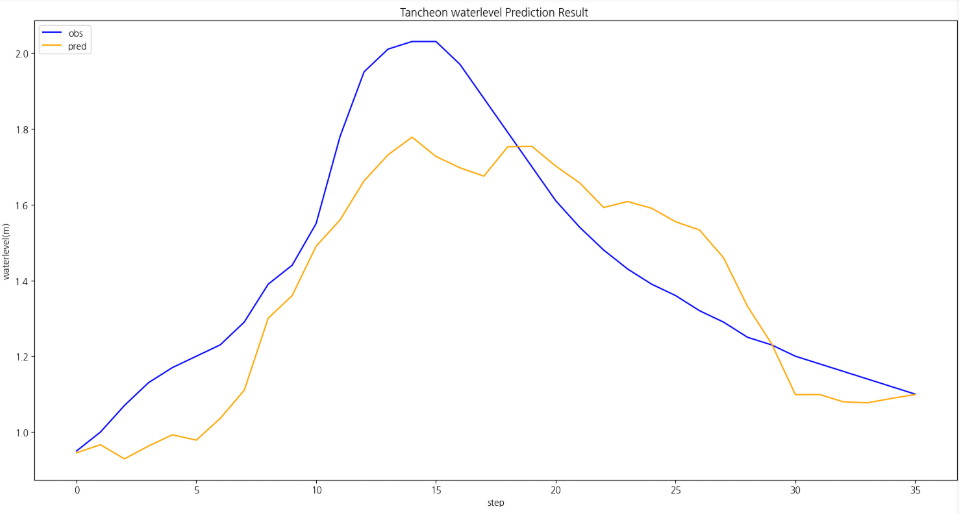 Tancheon waterlevel Prediction Result
obs
pred
2.0
1.8
1.6
1.4
1.2
1.0
waterlevel(m)
0 5 10 15 20 25 30 35
step